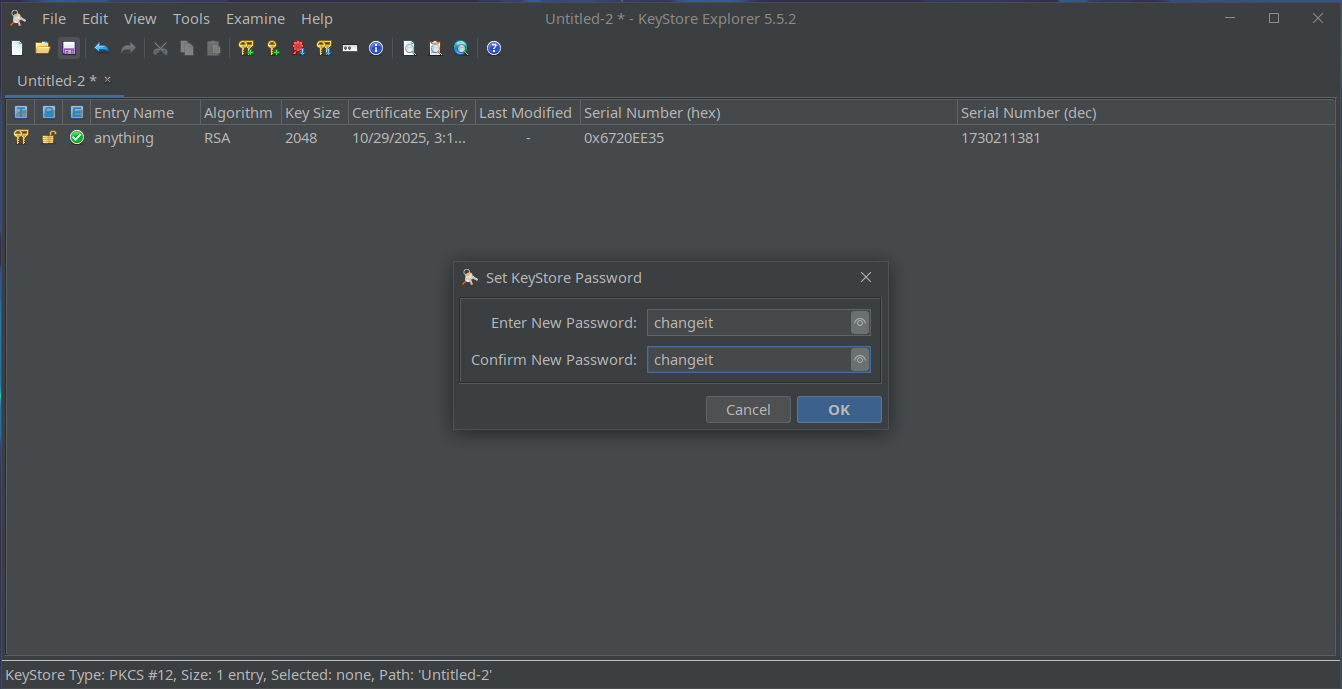 File Edit View Tools Examine Help Untitled-2 * - KeyStore Explorer 5.5.2
Untitled-2 *
Entry Name Algorithm Key Size Certificate Expiry Last Modified Serial Number (hex) Serial Number (dec)
anything RSA 2048 10/29/2025, 3:1... - 0x6720EE35 1730211381
Set KeyStore Password
Enter New Password: changeit
Confirm New Password: changeit
Cancel OK
KeyStore Type: PKCS #12, Size: 1 entry, Selected: none, Path: 'Untitled-2'